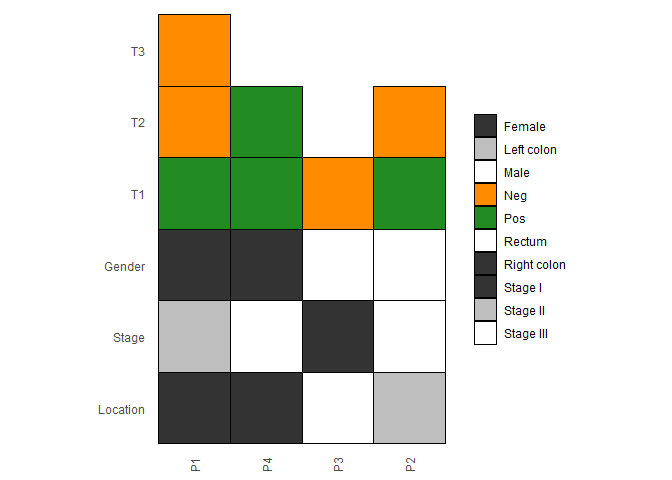 T3
T2
T1
Gender
Stage
Location
P1
P4
P3
P2
Female
Left colon
Male
Neg
Pos
Rectum
Right colon
Stage I
Stage II
Stage III